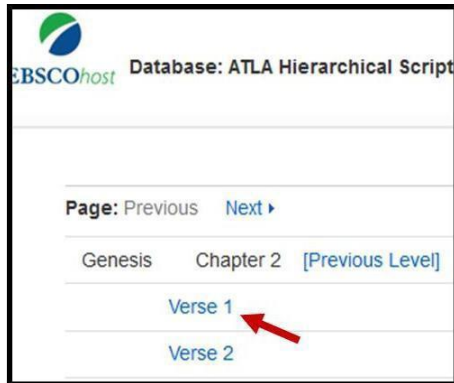 EBSCOhost Database: ATLA Hierarchical Script
Page: Previous Next
Genesis Chapter 2 [Previous Level]
Verse 1
Verse 2